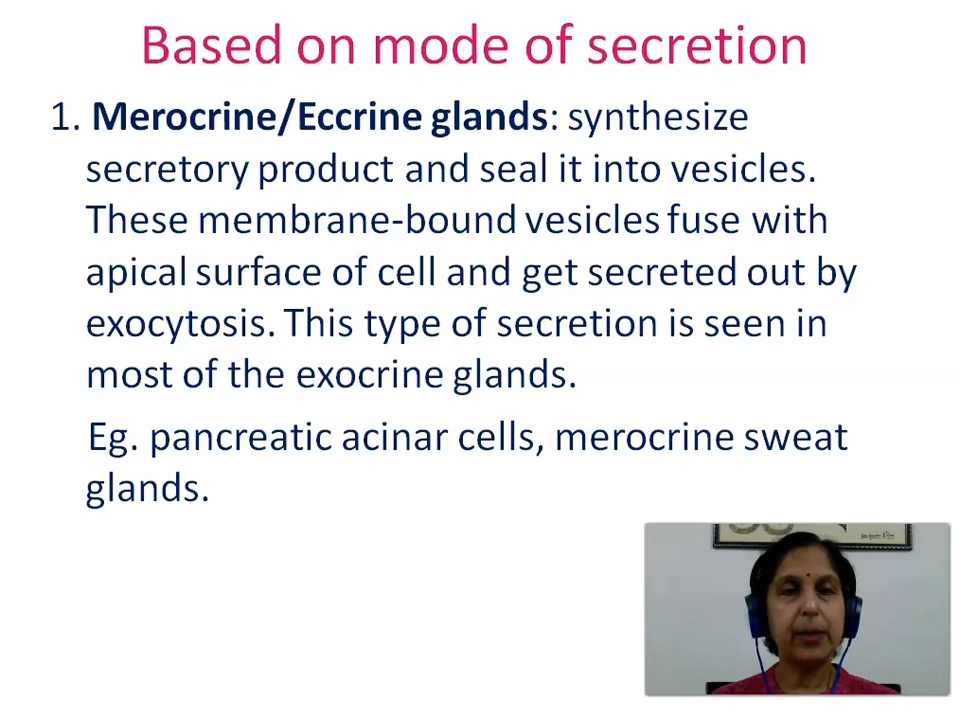 Based on mode of secretion
1. Merocrine/Eccrine glands: synthesize
secretory product and seal it into vesicles.
These membrane-bound vesicles fuse with
apical surface of cell and get secreted out by
exocytosis. This type of secretion is seen in
most of the exocrine glands.
Eg. pancreatic acinar cells, merocrine sweat
glands.